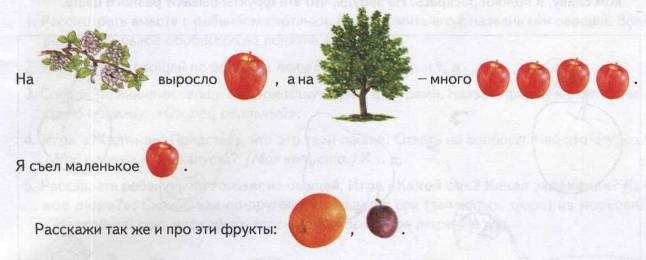 На выросло , а на – много .
Я съел маленькое .
Расскажи так же и про эти фрукты: , .